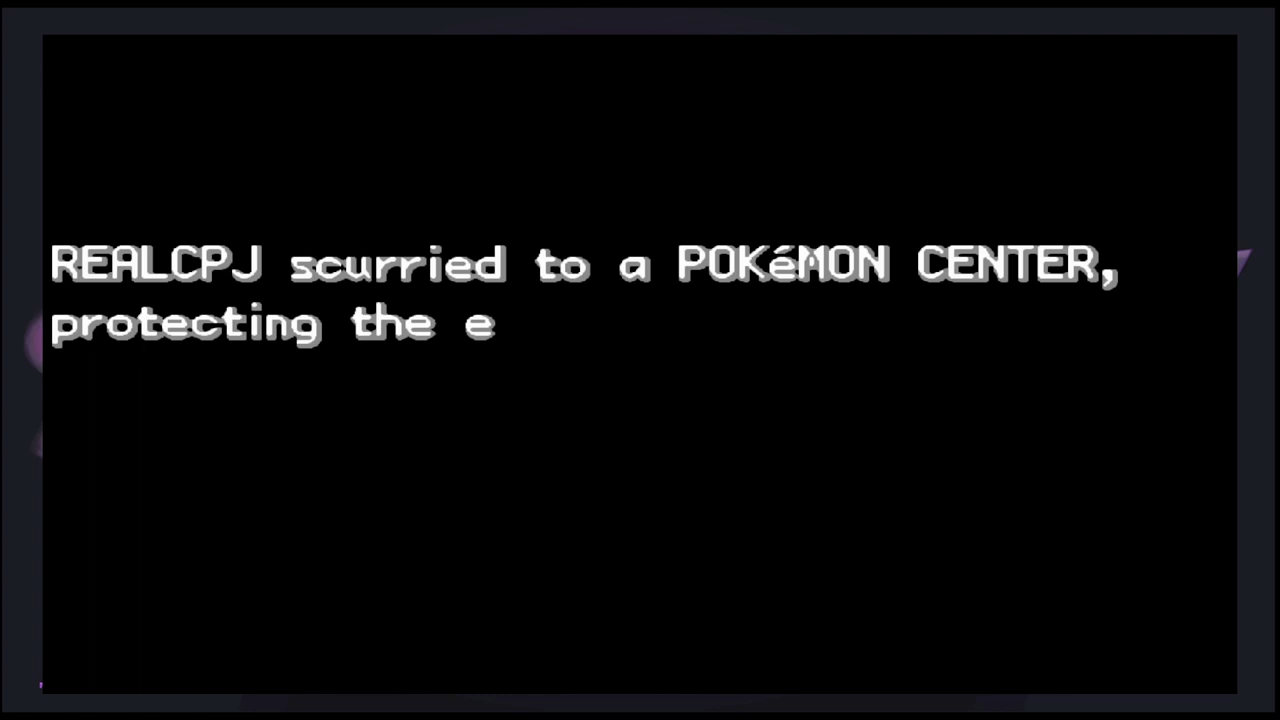 REALCPJ scurried to a POKéMON CENTER,
protecting the e